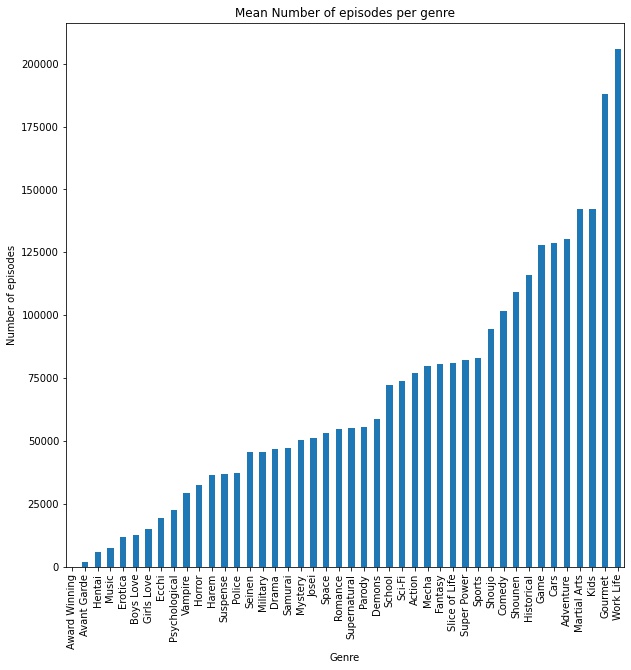 Mean Number of episodes per genre
200000
175000
150000
125000
100000
75000
50000
25000
0
Number of episodes
Award Winning
Avant Garde
Hentai
Music
Erotica
Boys Love
Girls Love
Ecchi
Psychological
Vampire
Horror
Harem
Suspense
Police
Seinen
Military
Drama
Samurai
Mystery
Josei
Space
Romance
Supernatural
Parody
Demons
School
Sci-Fi
Action
Mecha
Fantasy
Slice of Life
Super Power
Sports
Shoujo
Comedy
Shounen
Historical
Game
Cars
Adventure
Martial Arts
Kids
Gourmet
Work Life
Genre